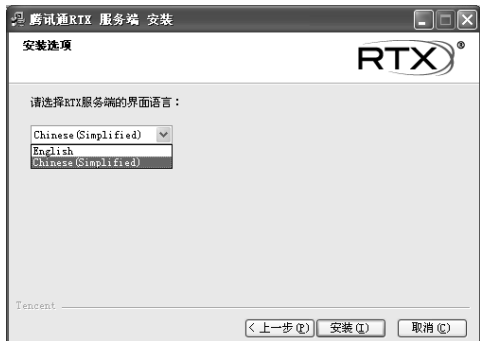 腾讯通RTX 服务端 安装
安装选项
RTX®
请选择RTX服务端的界面语言：
Chinese(Simplified)
English
Chinese(Simplified)
Tencent
<上一步(P) 安装(I) 取消(C)